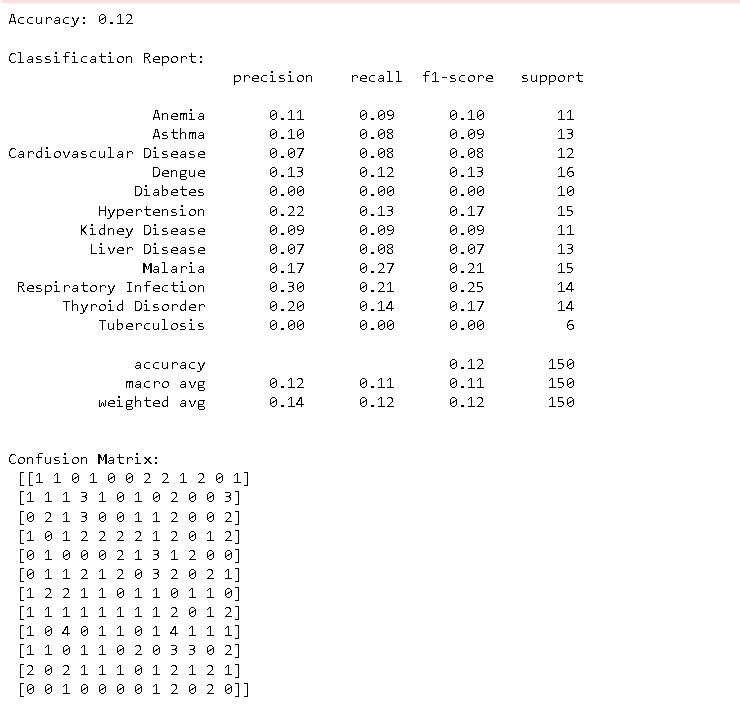 Accuracy: 0.12
Classification Report:
precision recall f1-score support
Anemia 0.11 0.09 0.10 11
Asthma 0.10 0.08 0.09 13
Cardiovascular Disease 0.07 0.08 0.08 12
Dengue 0.13 0.12 0.13 16
Diabetes 0.00 0.00 0.00 10
Hypertension 0.22 0.13 0.17 15
Kidney Disease 0.09 0.09 0.09 11
Liver Disease 0.07 0.08 0.07 13
Malaria 0.17 0.27 0.21 15
Respiratory Infection 0.30 0.21 0.25 14
Thyroid Disorder 0.20 0.14 0.17 14
Tuberculosis 0.00 0.00 0.00 6
accuracy 0.12 150
macro avg 0.12 0.11 0.11 150
weighted avg 0.14 0.12 0.12 150
Confusion Matrix:
[[1 1 0 1 0 0 2 2 1 2 0 1]
[1 1 1 3 1 0 1 0 2 0 0 3]
[0 2 1 3 0 0 1 1 2 0 0 2]
[1 0 1 2 2 2 2 1 2 0 1 2]
[0 1 0 0 0 2 1 3 1 2 0 0]
[0 1 1 2 1 2 0 3 2 0 2 1]
[1 2 2 1 1 0 1 1 0 1 1 0]
[1 1 1 1 1 1 1 1 2 0 1 2]
[1 0 4 0 1 1 0 1 4 1 1 1]
[1 1 0 1 1 0 2 0 3 3 0 2]
[2 0 2 1 1 1 0 1 2 1 2 1]
[0 0 1 0 0 0 0 1 2 0 2 0]]